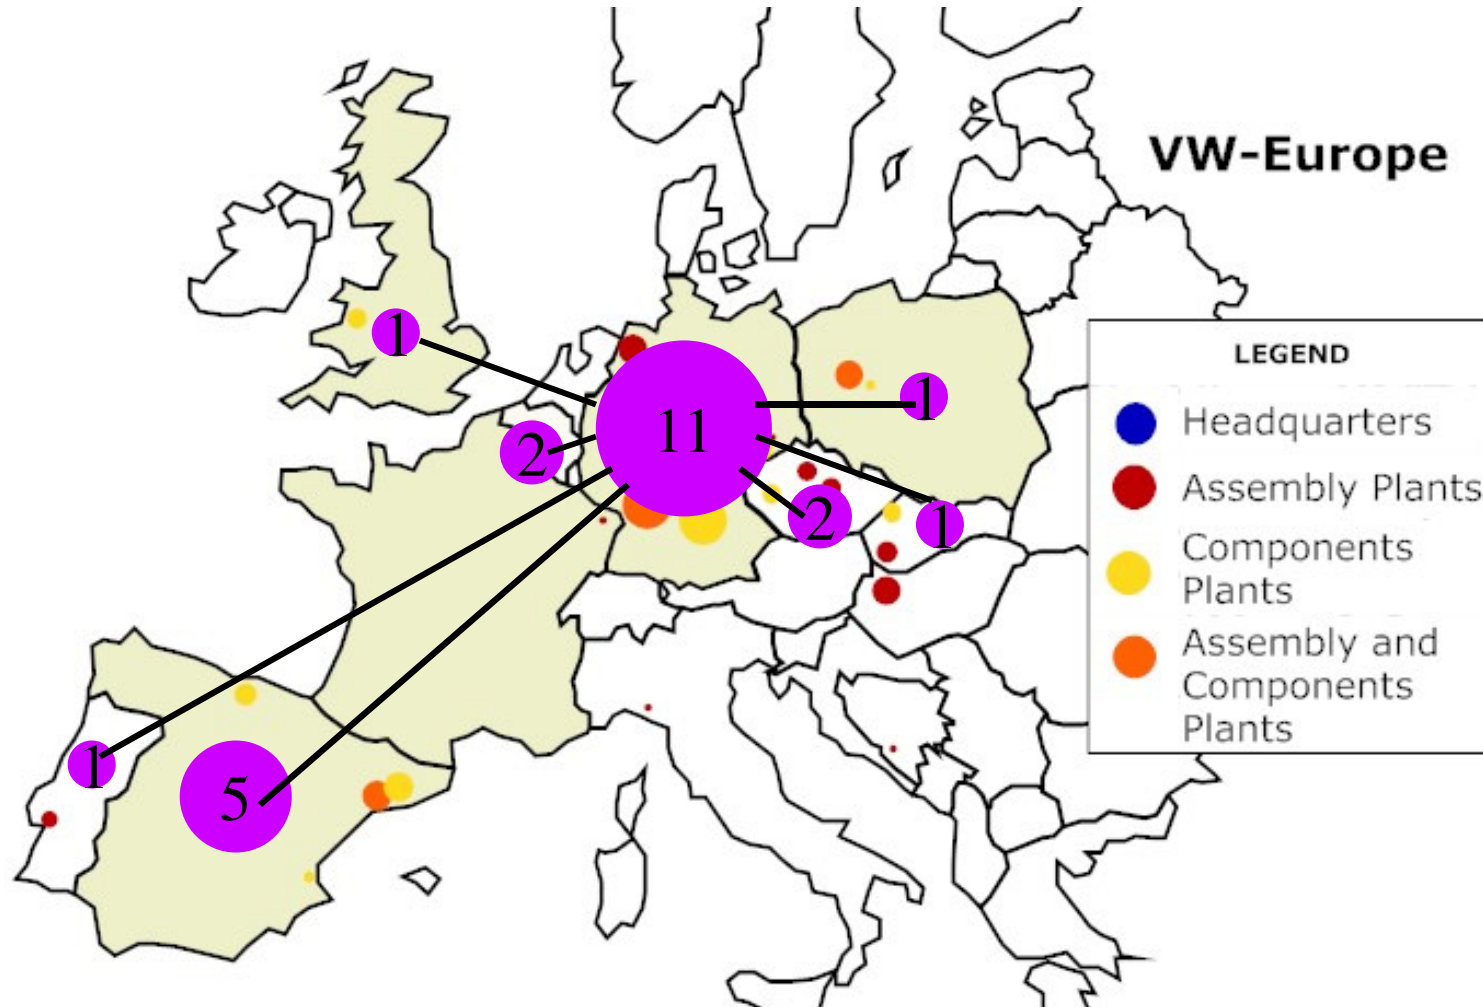 VW-Europe
1
LEGEND
Headquarters
Assembly Plants
Components
Plants
Assembly and
Components
Plants
11
1
2
2
1
1
5